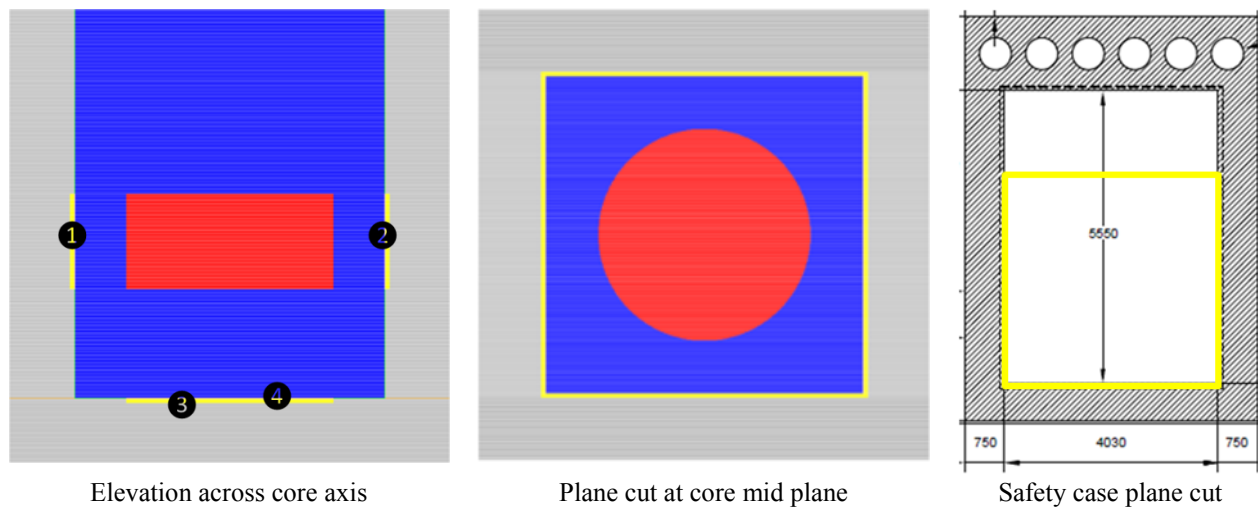 1
2
3
4
5550
750
4030
750
Elevation across core axis
Plane cut at core mid plane
Safety case plane cut